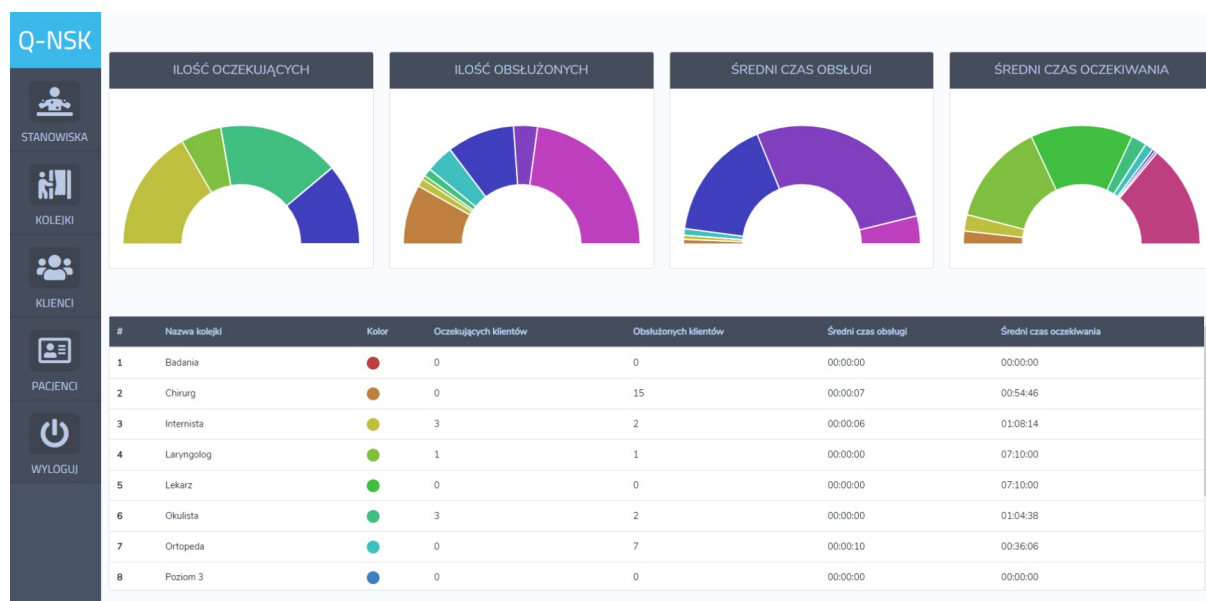 Q-NSK
STANOWISKA
KOLEJKI
KLIENCI
PACJENCI
WYLOGUJ
ILOŚĆ OCZEKUJĄCYCH
ILOŚĆ OBSŁUŻONYCH
ŚREDNI CZAS OBSŁUGI
ŚREDNI CZAS OCZEKIWANIA
# Nazwa kolejki Kolor Oczekujących klientów Obsłużonych klientów Średni czas obsługi Średni czas oczekiwania
1 Badania 0 0 00:00:00 00:00:00
2 Chirurg 0 15 00:00:07 00:54:46
3 Internista 3 2 00:00:06 01:08:14
4 Laryngolog 1 1 00:00:00 07:10:00
5 Lekarz 0 0 00:00:00 07:10:00
6 Okulista 3 2 00:00:00 01:04:38
7 Ortopeda 0 7 00:00:10 00:36:06
8 Poziom 3 0 0 00:00:00 00:00:00